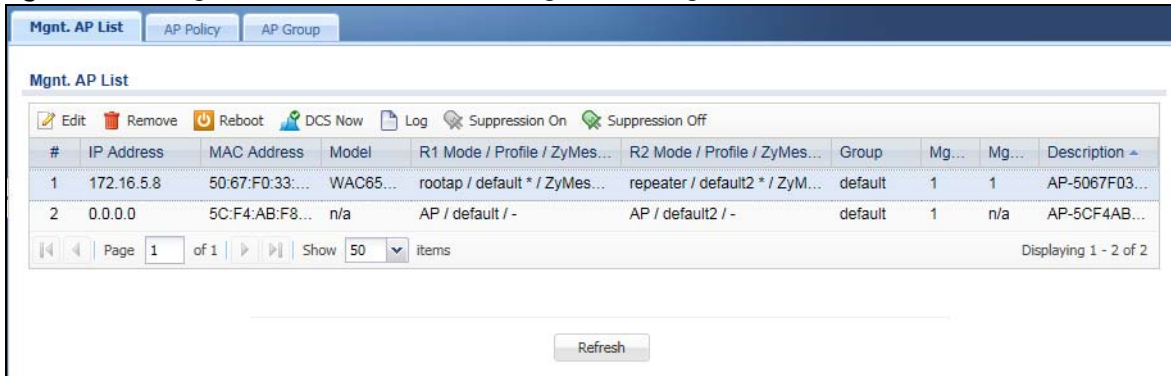 Mgnt. AP List AP Policy AP Group
Mgnt. AP List
Edit Remove Reboot DCS Now Log Suppression On Suppression Off
# IP Address MAC Address Model R1 Mode / Profile / ZyMes... R2 Mode / Profile / ZyMes... Group Mg... Mg... Description
1 172.16.5.8 50:67:F0:33:... WAC65... rootap / default * / ZyMes... repeater / default2 * / ZyM... default 1 1 AP-5067F03...
2 0.0.0.0 5C:F4:AB:F8... n/a AP / default / - AP / default2 / - default 1 n/a AP-5CF4AB...
Page 1 of 1 Show 50 items Displaying 1 - 2 of 2
Refresh